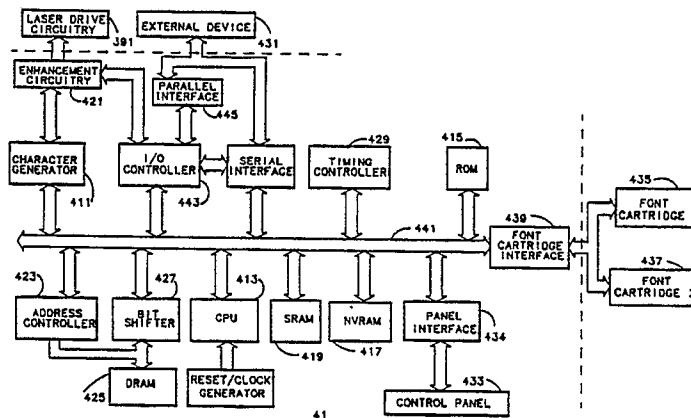 LASER DRIVE
CIRCUITRY
391
EXTERNAL DEVICE
431
ENHANCEMENT
CIRCUITRY
421
PARALLEL
INTERFACE
445
CHARACTER
GENERATOR
411
I/O
CONTROLLER
443
SERIAL
INTERFACE
429
TIMING
CONTROLLER
415
ROM
441
439
FONT
CARTRIDGE
INTERFACE
435
FONT
CARTRIDGE
437
FONT
CARTRIDGE
423
ADDRESS
CONTROLLER
427
BIT
SHIFTER
413
CPU
SRAM
419
NVRAM
417
PANEL
INTERFACE
434
DRAM
425
RESET/CLOCK
GENERATOR
433
CONTROL PANEL
41